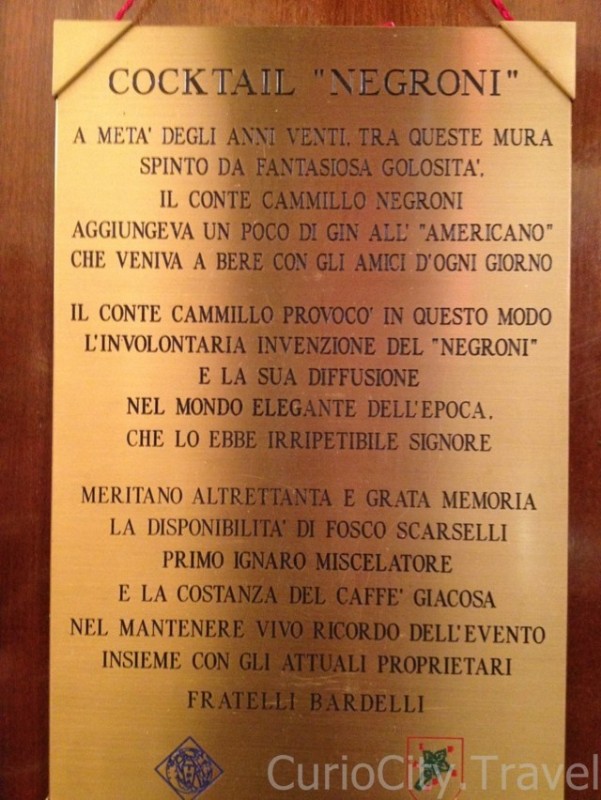 COCKTAIL "NEGRONI"
A META' DEGLI ANNI VENTI, TRA QUESTE MURA
SPINTO DA FANTASIOSA GOLOSITA',
IL CONTE CAMMILLO NEGRONI
AGGIUNGEVA UN POCO DI GIN ALL' "AMERICANO"
CHE VENIVA A BERE CON GLI AMICI D'OGNI GIORNO
IL CONTE CAMMILLO PROVOCO' IN QUESTO MODO
L'INVOLONTARIA INVENZIONE DEL "NEGRONI"
E LA SUA DIFFUSIONE
NEL MONDO ELEGANTE DELL'EPOCA,
CHE LO EBBE IRRIPETIBILE SIGNORE
MERITANO ALTRETTANTA E GRATA MEMORIA
LA DISPONIBILITA' DI FOSCO SCARSELLI
PRIMO IGNARO MISCELATORE
E LA COSTANZA DEL CAFFE' GIACOSA
NEL MANTENERE VIVO RICORDO DELL'EVENTO
INSIEME CON GLI ATTUALI PROPRIETARI
FRATELLI BARDELLI
CurioCity.Travel